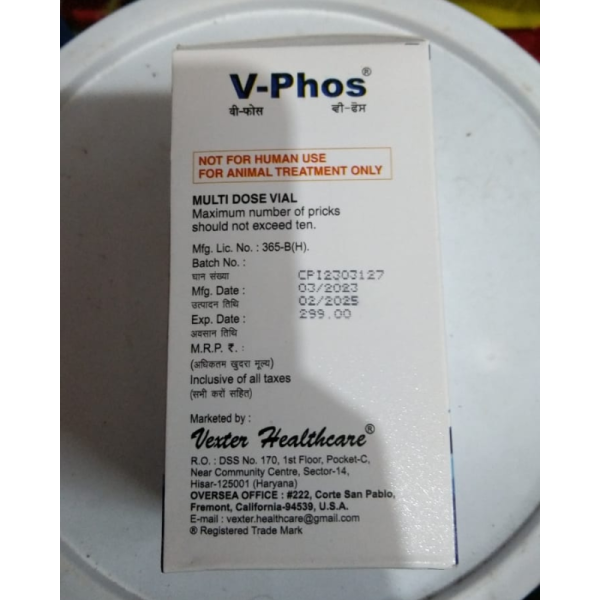 V-Phos®
वी-फोस ਵੀ-ਫੋਸ
NOT FOR HUMAN USE
FOR ANIMAL TREATMENT ONLY
MULTI DOSE VIAL
Maximum number of pricks
should not exceed ten.
Mfg. Lic. No. : 365-B(H).
Batch No. :
घान संख्या CPI2303127
Mfg. Date : 03/2023
उत्पादन तिथि 02/2025
Exp. Date : 299.00
अवसान तिथि
M.R.P. ₹. :
(अधिकतम खुदरा मूल्य)
Inclusive of all taxes
(सभी करों सहित)
Marketed by :
Vexter Healthcare®
R.O. : DSS No. 170, 1st Floor, Pocket-C,
Near Community Centre, Sector-14,
Hisar-125001 (Haryana)
OVERSEA OFFICE : #222, Corte San Pablo,
Fremont, California-94539, U.S.A.
E-mail : vexter.healthcare@gmail.com
® Registered Trade Mark